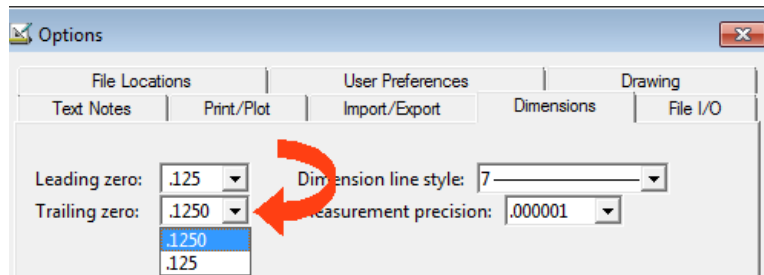 Options
File Locations User Preferences Drawing
Text Notes Print/Plot Import/Export Dimensions File I/O
Leading zero: .125 Dimension line style: 7
Trailing zero: .1250 easurement precision: .000001
.1250
.125